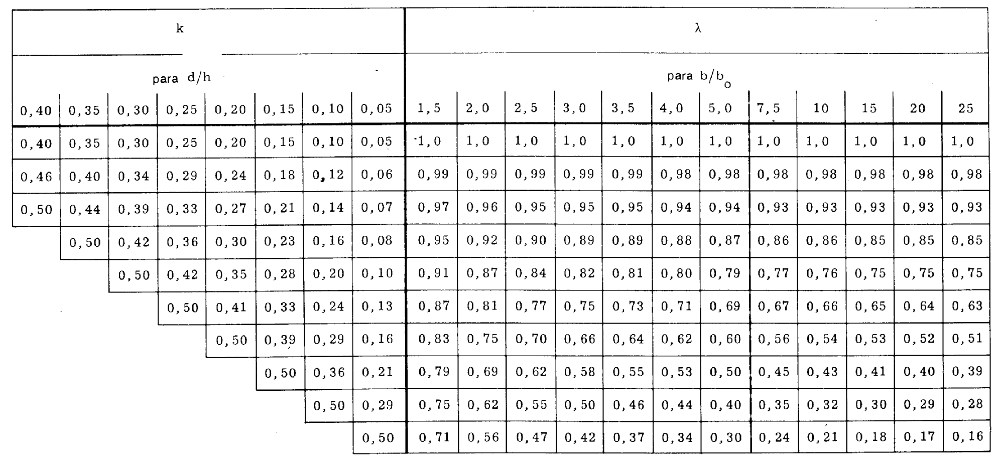 k λ
para d/h para b/b₀
0,40 0,35 0,30 0,25 0,20 0,15 0,10 0,05 1,5 2,0 2,5 3,0 3,5 4,0 5,0 7,5 10 15 20 25
0,40 0,35 0,30 0,25 0,20 0,15 0,10 0,05 1,0 1,0 1,0 1,0 1,0 1,0 1,0 1,0 1,0 1,0 1,0 1,0
0,46 0,40 0,34 0,29 0,24 0,18 0,12 0,06 0,99 0,99 0,99 0,99 0,99 0,98 0,98 0,98 0,98 0,98 0,98 0,98
0,50 0,44 0,39 0,33 0,27 0,21 0,14 0,07 0,97 0,96 0,95 0,95 0,95 0,94 0,94 0,93 0,93 0,93 0,93 0,93
0,50 0,42 0,36 0,30 0,23 0,16 0,08 0,95 0,92 0,90 0,89 0,89 0,88 0,87 0,86 0,86 0,85 0,85 0,85
0,50 0,42 0,35 0,28 0,20 0,10 0,91 0,87 0,84 0,82 0,81 0,80 0,79 0,77 0,76 0,75 0,75 0,75
0,50 0,41 0,33 0,24 0,13 0,87 0,81 0,77 0,75 0,73 0,71 0,69 0,67 0,66 0,65 0,64 0,63
0,50 0,39 0,29 0,16 0,83 0,75 0,70 0,66 0,64 0,62 0,60 0,56 0,54 0,53 0,52 0,51
0,50 0,36 0,21 0,79 0,69 0,62 0,58 0,55 0,53 0,50 0,45 0,43 0,41 0,40 0,39
0,50 0,29 0,75 0,62 0,55 0,50 0,46 0,44 0,40 0,35 0,32 0,30 0,29 0,28
0,50 0,71 0,56 0,47 0,42 0,37 0,34 0,30 0,24 0,21 0,18 0,17 0,16